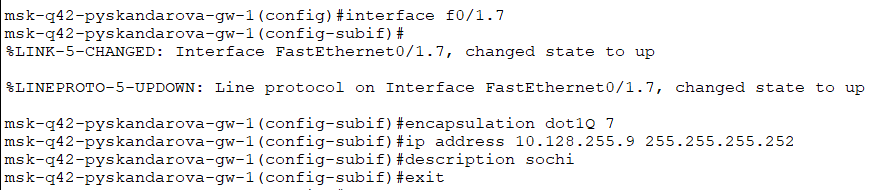 msk-q42-pyskandarova-gw-1(config)#interface f0/1.7
msk-q42-pyskandarova-gw-1(config-subif)#
%LINK-5-CHANGED: Interface FastEthernet0/1.7, changed state to up
%LINEPROTO-5-UPDOWN: Line protocol on Interface FastEthernet0/1.7, changed state to up
msk-q42-pyskandarova-gw-1(config-subif)#encapsulation dot1Q 7
msk-q42-pyskandarova-gw-1(config-subif)#ip address 10.128.255.9 255.255.255.252
msk-q42-pyskandarova-gw-1(config-subif)#description sochi
msk-q42-pyskandarova-gw-1(config-subif)#exit